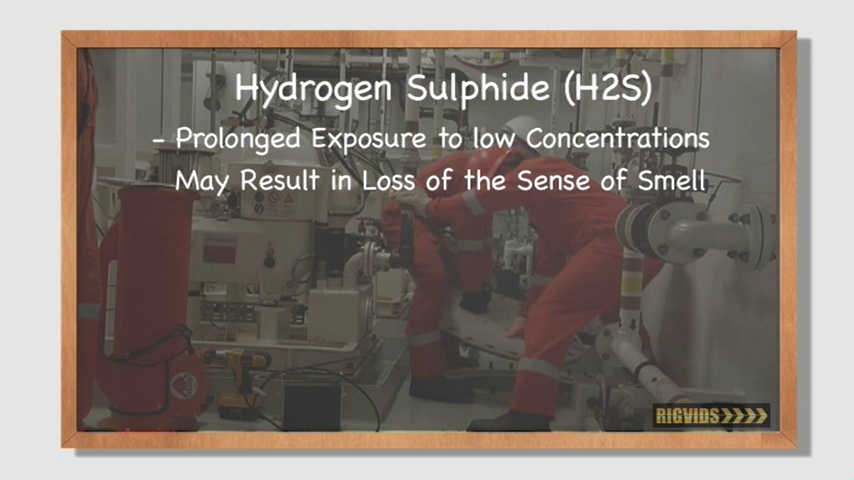 Hydrogen Sulphide (H2S)
- Prolonged Exposure to low Concentrations
May Result in Loss of the Sense of Smell
RIGVIDS